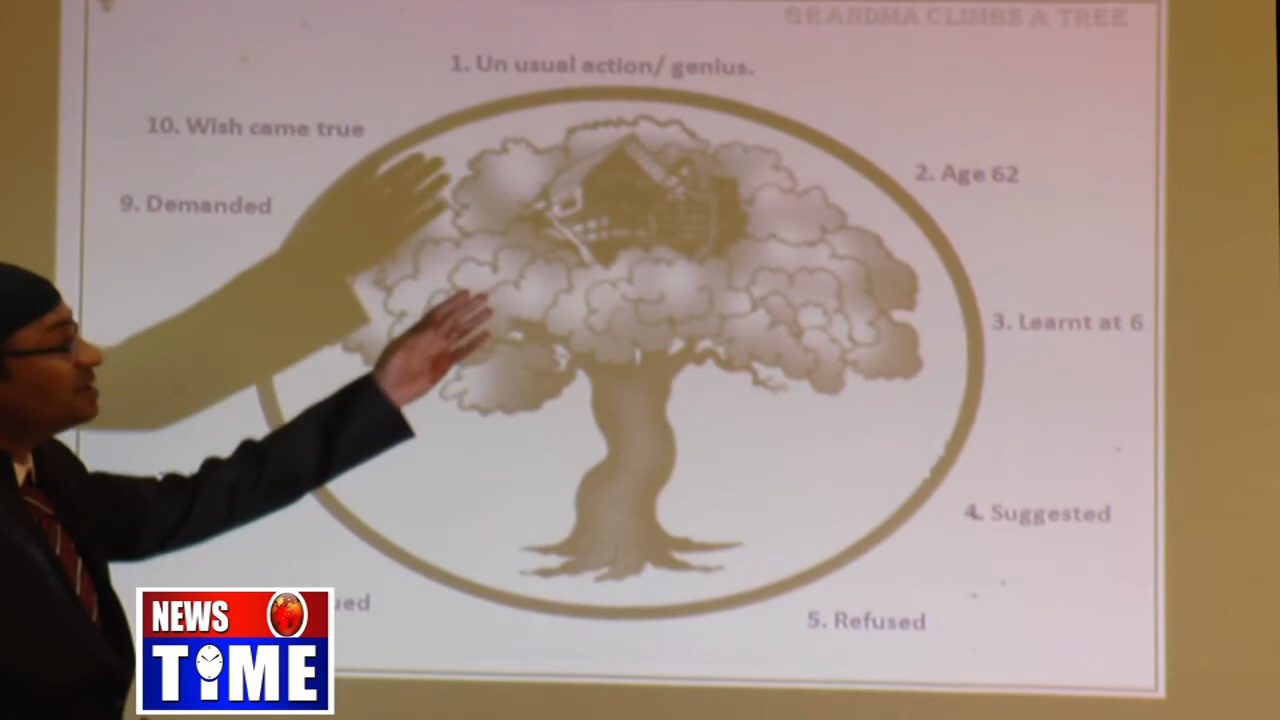 GRANDMA CLIMBS A TREE
1. Un usual action/ genius.
10. Wish came true
2. Age 62
9. Demanded
3. Learnt at 6
4. Suggested
5. Refused
NEWS
TIME